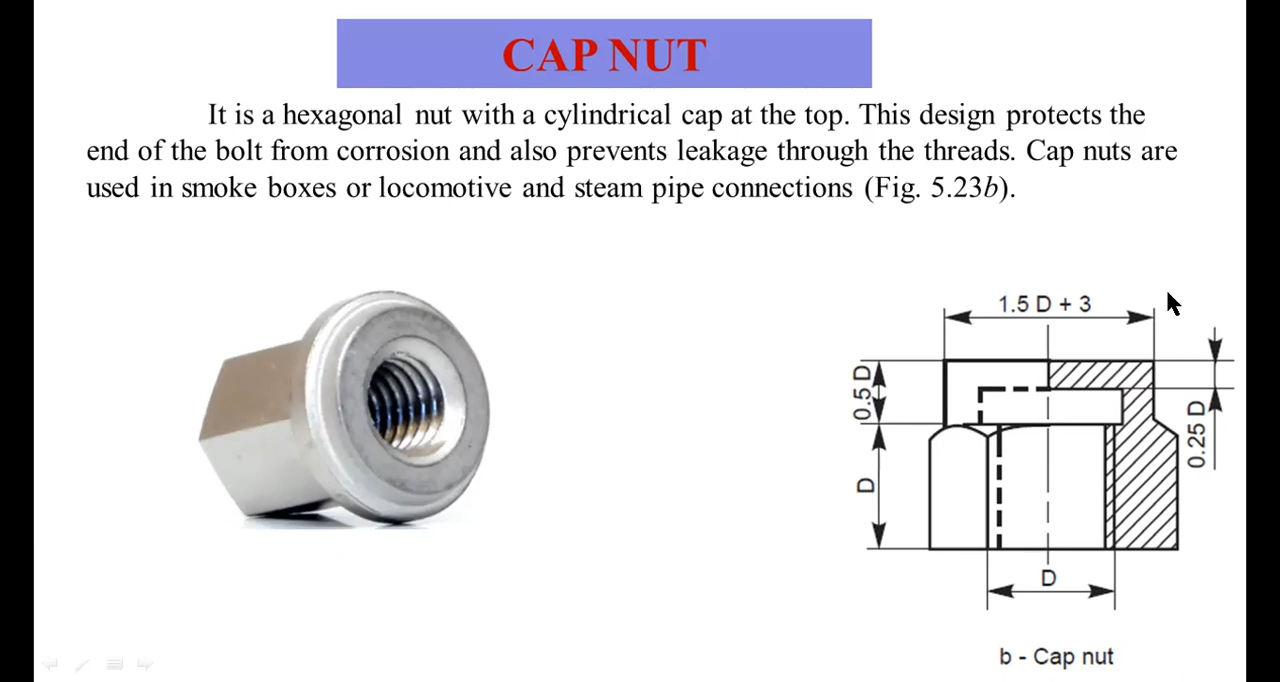 CAP NUT
It is a hexagonal nut with a cylindrical cap at the top. This design protects the
end of the bolt from corrosion and also prevents leakage through the threads. Cap nuts are
used in smoke boxes or locomotive and steam pipe connections (Fig. 5.23b).
1.5 D + 3
0.5 D
0.25 D
D
D
b - Cap nut